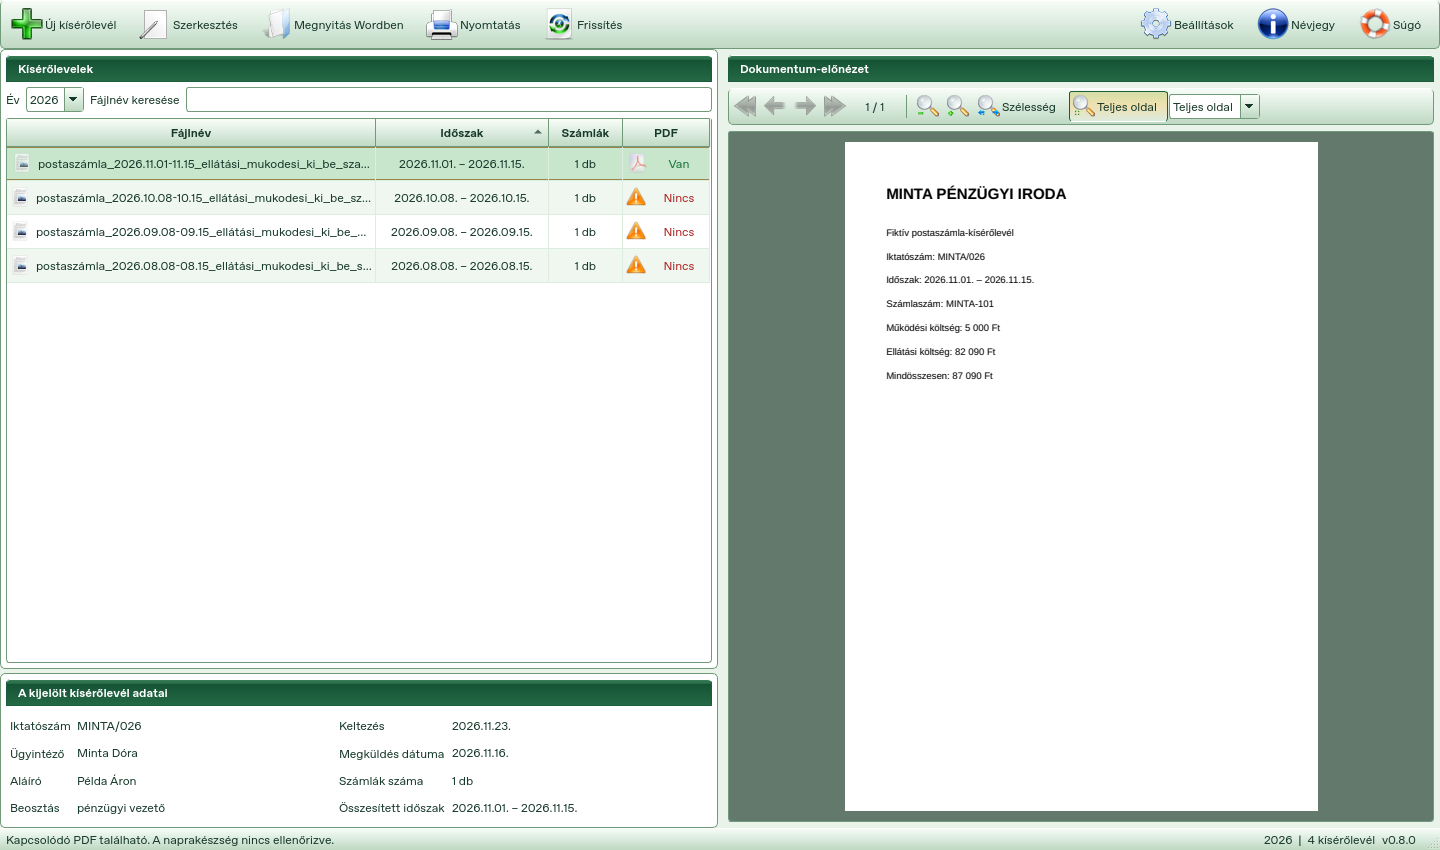 Új kísérőlevél Szerkesztés Megnyitás Wordben Nyomtatás Frissítés Beállítások Névjegy Súgó
Kísérőlevelek
Év 2026 Fájlnév keresése
Fájlnév Időszak Számlák PDF
postaszámla_2026.11.01-11.15_ellátási_mukodesi_ki_be_sza... 2026.11.01. – 2026.11.15. 1 db Van
postaszámla_2026.10.08-10.15_ellátási_mukodesi_ki_be_sz... 2026.10.08. – 2026.10.15. 1 db Nincs
postaszámla_2026.09.08-09.15_ellátási_mukodesi_ki_be_... 2026.09.08. – 2026.09.15. 1 db Nincs
postaszámla_2026.08.08-08.15_ellátási_mukodesi_ki_be_s... 2026.08.08. – 2026.08.15. 1 db Nincs
A kijelölt kísérőlevél adatai
Iktatószám MINTA/026 Keltezés 2026.11.23.
Ügyintéző Minta Dóra Megküldés dátuma 2026.11.16.
Aláíró Példa Áron Számlák száma 1 db
Beosztás pénzügyi vezető Összesített időszak 2026.11.01. – 2026.11.15.
Dokumentum-előnézet
1 / 1 Szélesség Teljes oldal Teljes oldal
MINTA PÉNZÜGYI IRODA
Fiktív postaszámla-kísérőlevél
Iktatószám: MINTA/026
Időszak: 2026.11.01. – 2026.11.15.
Számlaszám: MINTA-101
Működési költség: 5 000 Ft
Ellátási költség: 82 090 Ft
Mindösszesen: 87 090 Ft
Kapcsolódó PDF található. A naprakészség nincs ellenőrizve. 2026 | 4 kísérőlevél v0.8.0